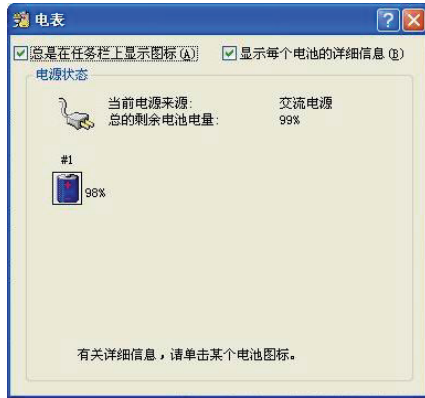 电表
总是在任务栏上显示图标(A)
显示每个电池的详细信息(B)
电源状态
当前电源来源: 交流电源
总的剩余电池电量: 99%
#1
98%
有关详细信息，请单击某个电池图标。